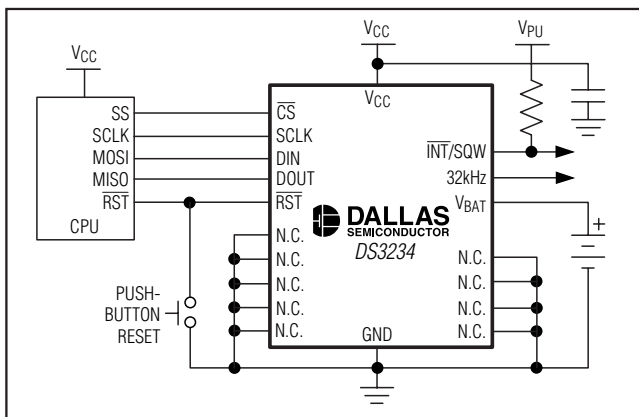 VCC
VCC
VPU
VCC
SS
SCLK
MOSI
MISO
RST
CPU
CS
SCLK
DIN
DOUT
RST
N.C.
N.C.
N.C.
N.C.
N.C.
DALLAS
SEMICONDUCTOR
DS3234
INT/SQW
32kHz
VBAT
N.C.
N.C.
N.C.
N.C.
GND
+
PUSH-
BUTTON
RESET